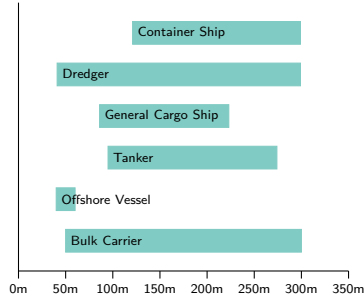 Container Ship
Dredger
General Cargo Ship
Tanker
Offshore Vessel
Bulk Carrier
0m 50m 100m 150m 200m 250m 300m 350m